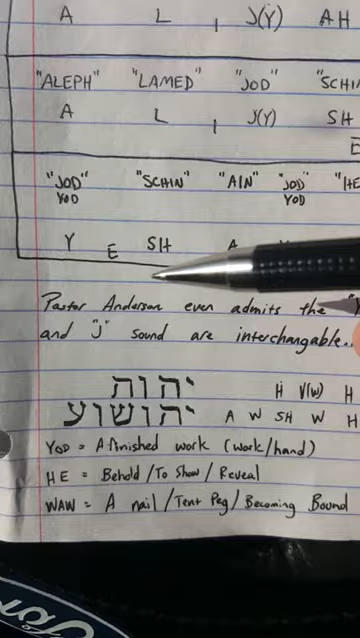 A L , J(Y) AH
"ALEPH" "LAMED" "JOD" "SCHI
A L , J(Y) SH
E
"JOD" "SCHIN" "AIN" "JOD "HE
YOD YOD
Y E SH A
Pastor Anderson even admits the "Y
and "J" sound are interchangable..
יהוה H V(W) H
יהושוע A W SH W H
YOD = A finished work (work/hand)
HE = Behold / To Show / Reveal
WAW = A nail / Tent Peg / Becoming Bound